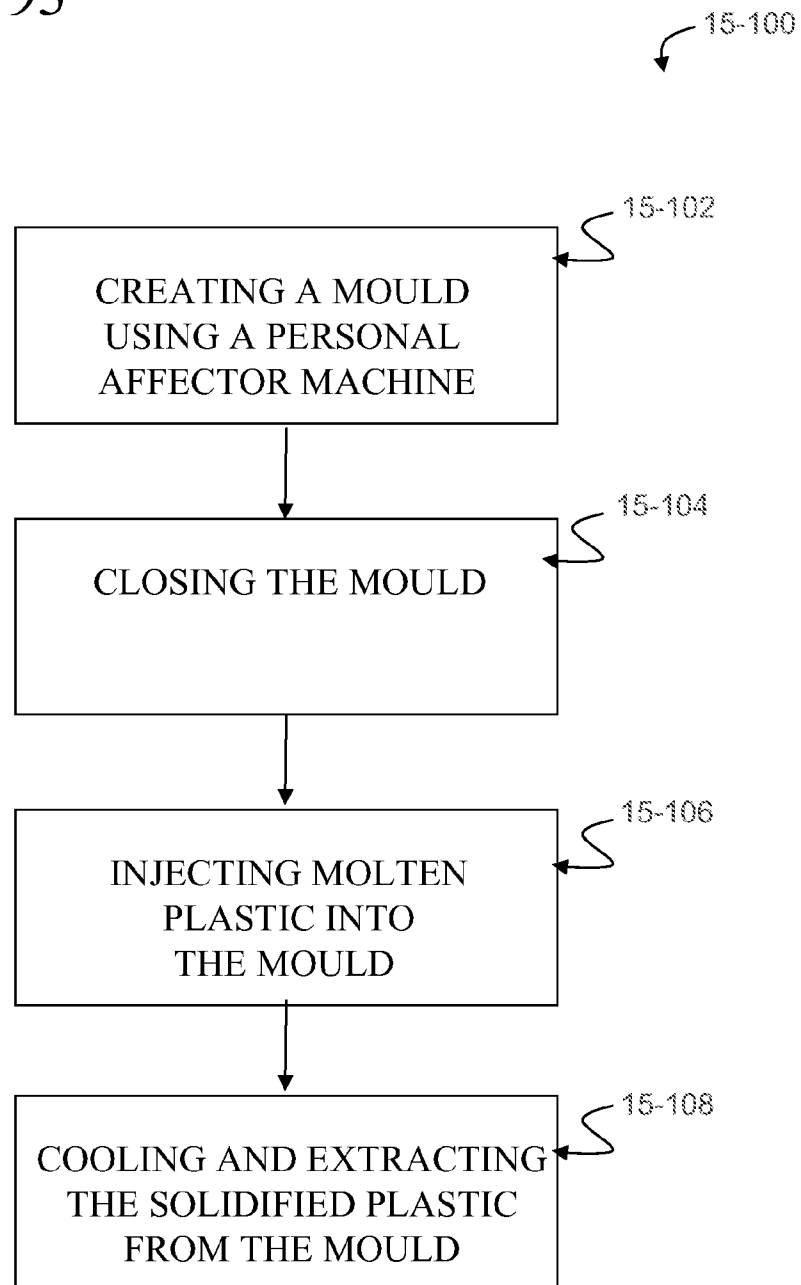 15-100
15-102
CREATING A MOULD
USING A PERSONAL
AFFECTOR MACHINE
15-104
CLOSING THE MOULD
15-106
INJECTING MOLTEN
PLASTIC INTO
THE MOULD
15-108
COOLING AND EXTRACTING
THE SOLIDIFIED PLASTIC
FROM THE MOULD